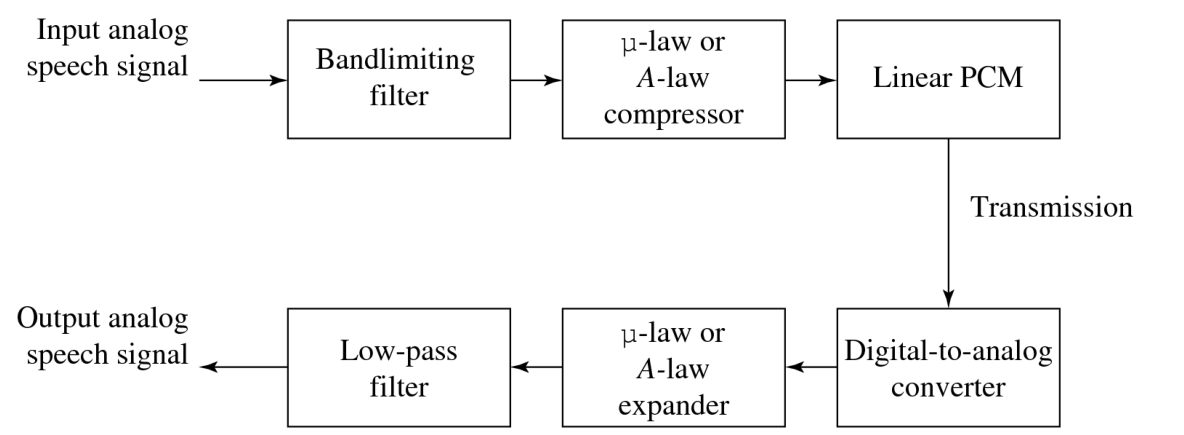 Input analog
speech signal
Bandlimiting
filter
μ-law or
A-law
compressor
Linear PCM
Transmission
Output analog
speech signal
Low-pass
filter
μ-law or
A-law
expander
Digital-to-analog
converter